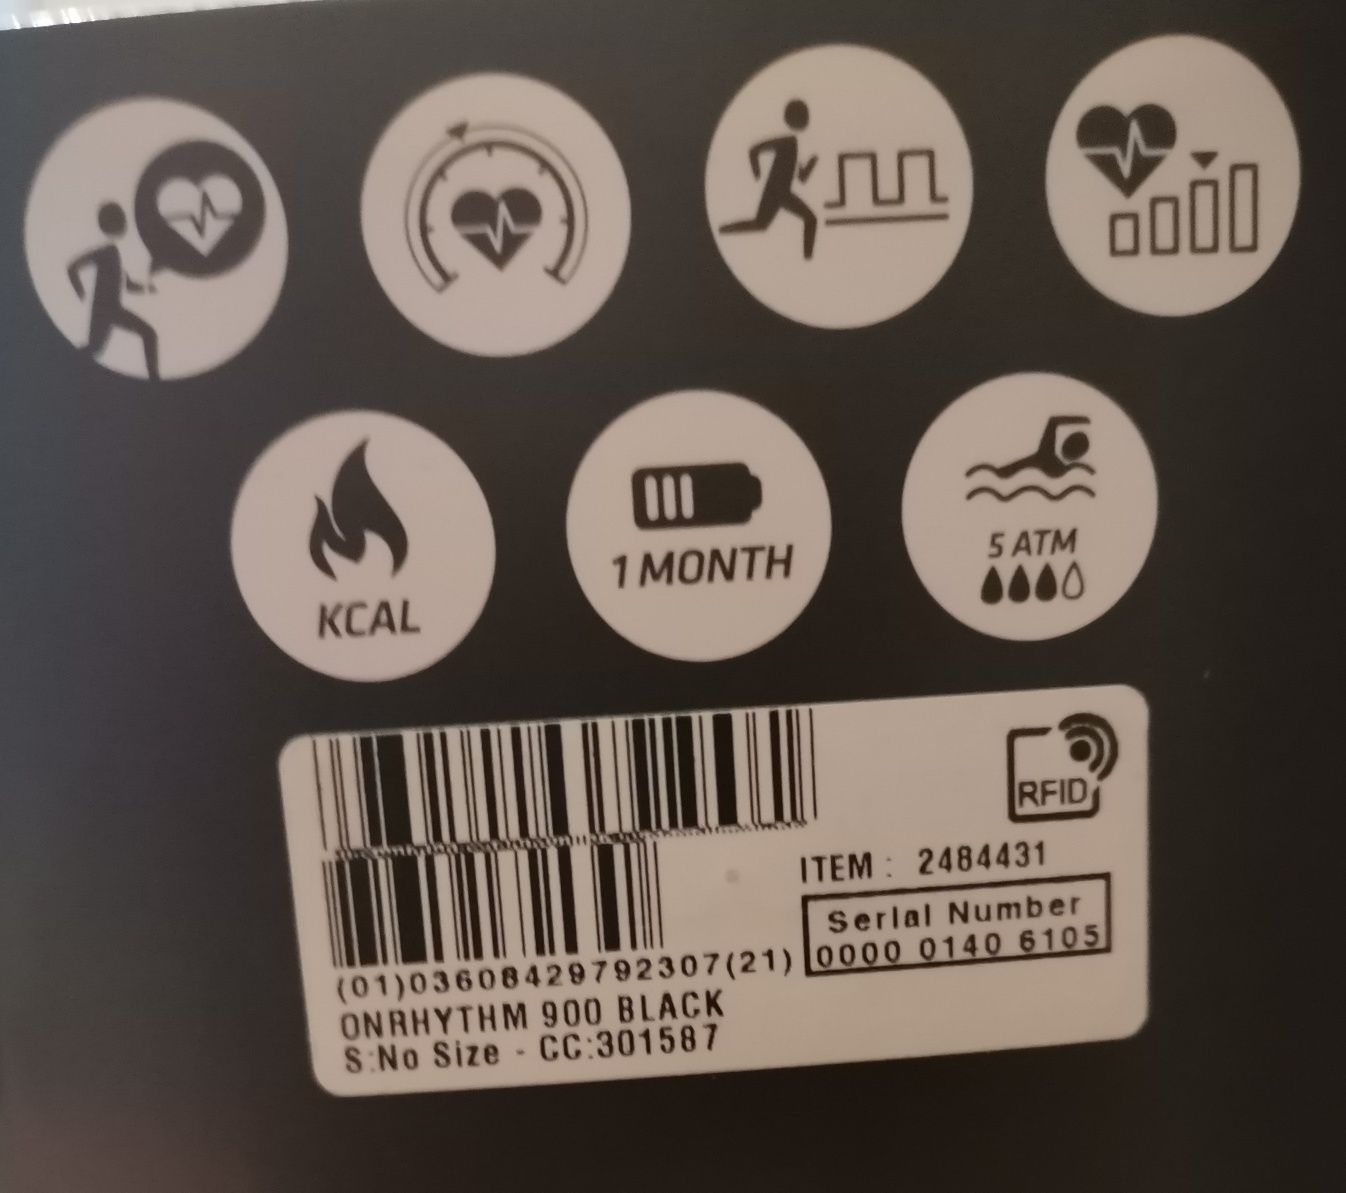 KCAL
1 MONTH
5 ATM
RFID
ITEM : 2484431
Serial Number
0000 0140 6105
(01)03608429792307(21)
ONRHYTHM 900 BLACK
S:No Size - CC:301587